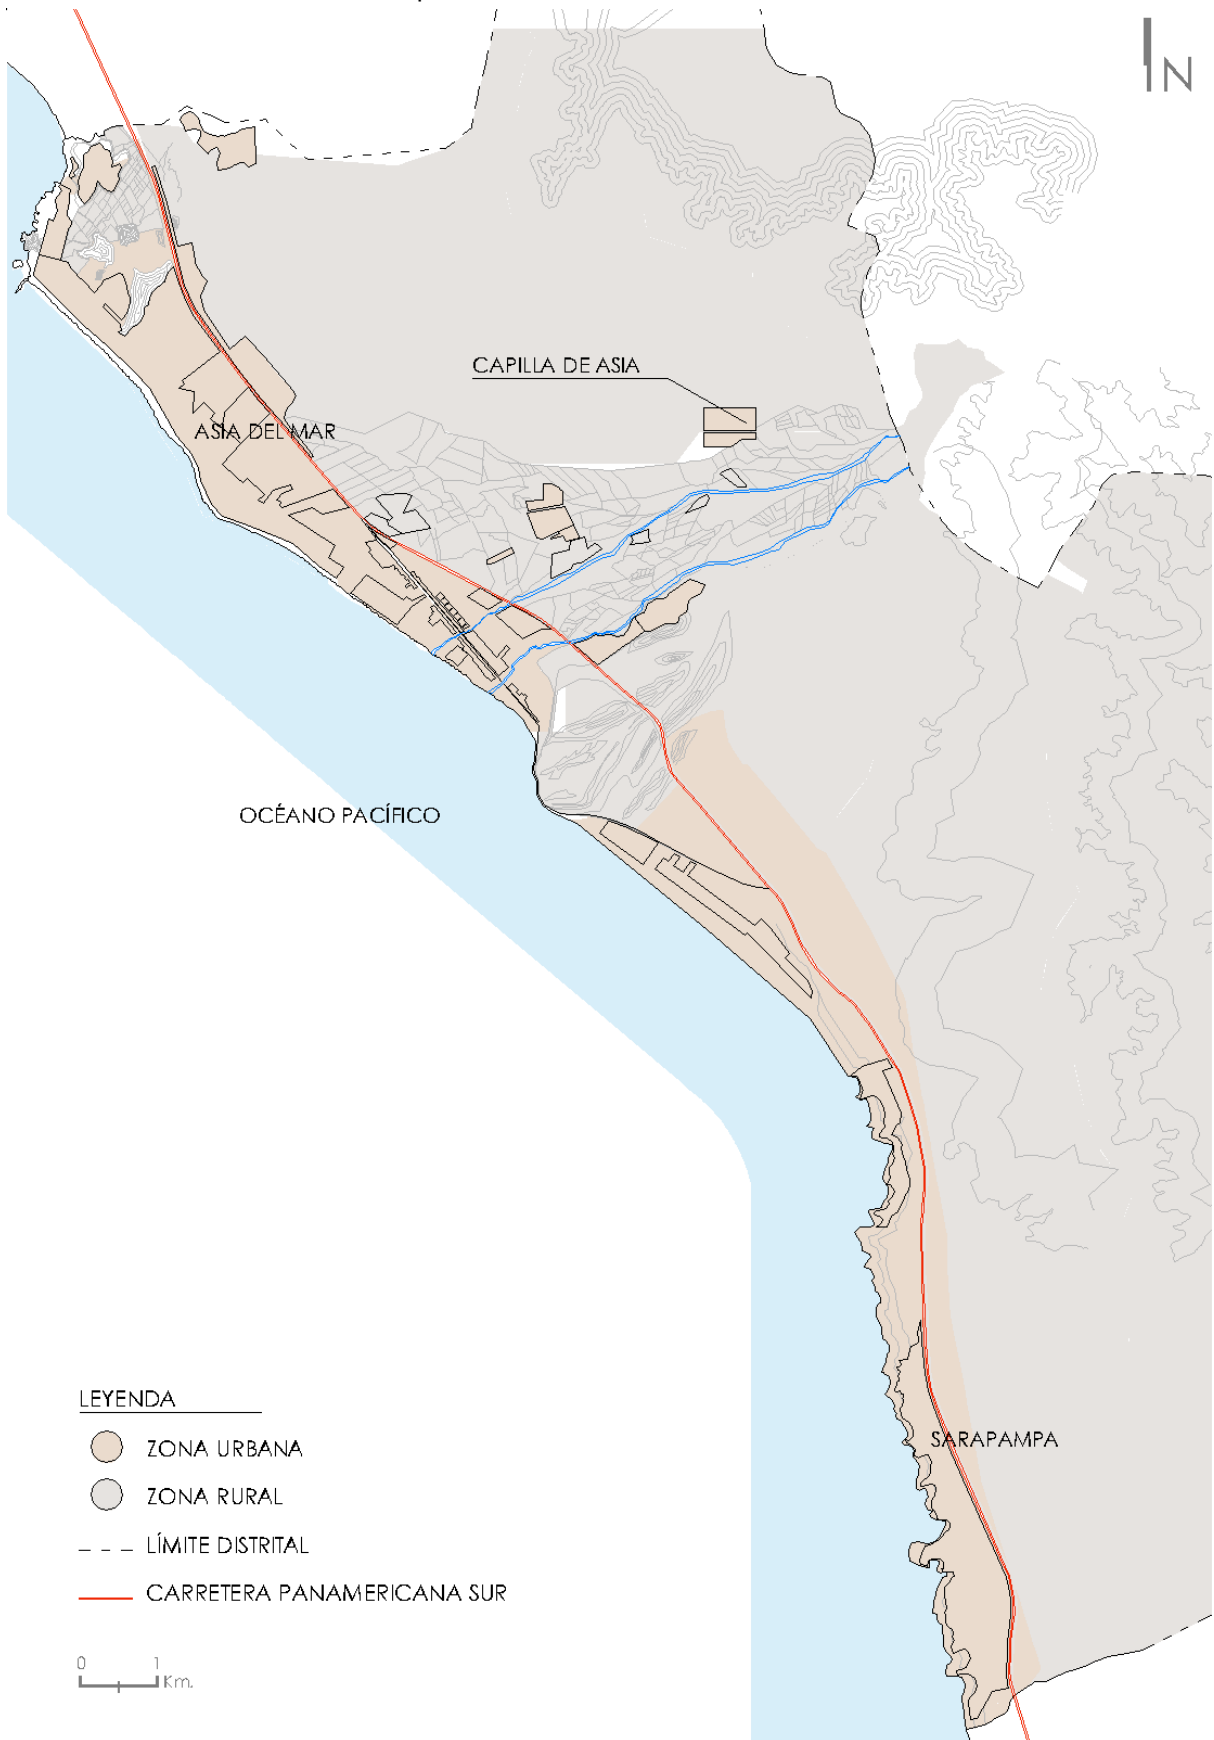 N
CAPILLA DE ASIA
ASIA DEL MAR
OCÉANO PACÍFICO
LEYENDA
ZONA URBANA
ZONA RURAL
LÍMITE DISTRITAL
CARRETERA PANAMERICANA SUR
SARAPAMPA
0 1
Km.